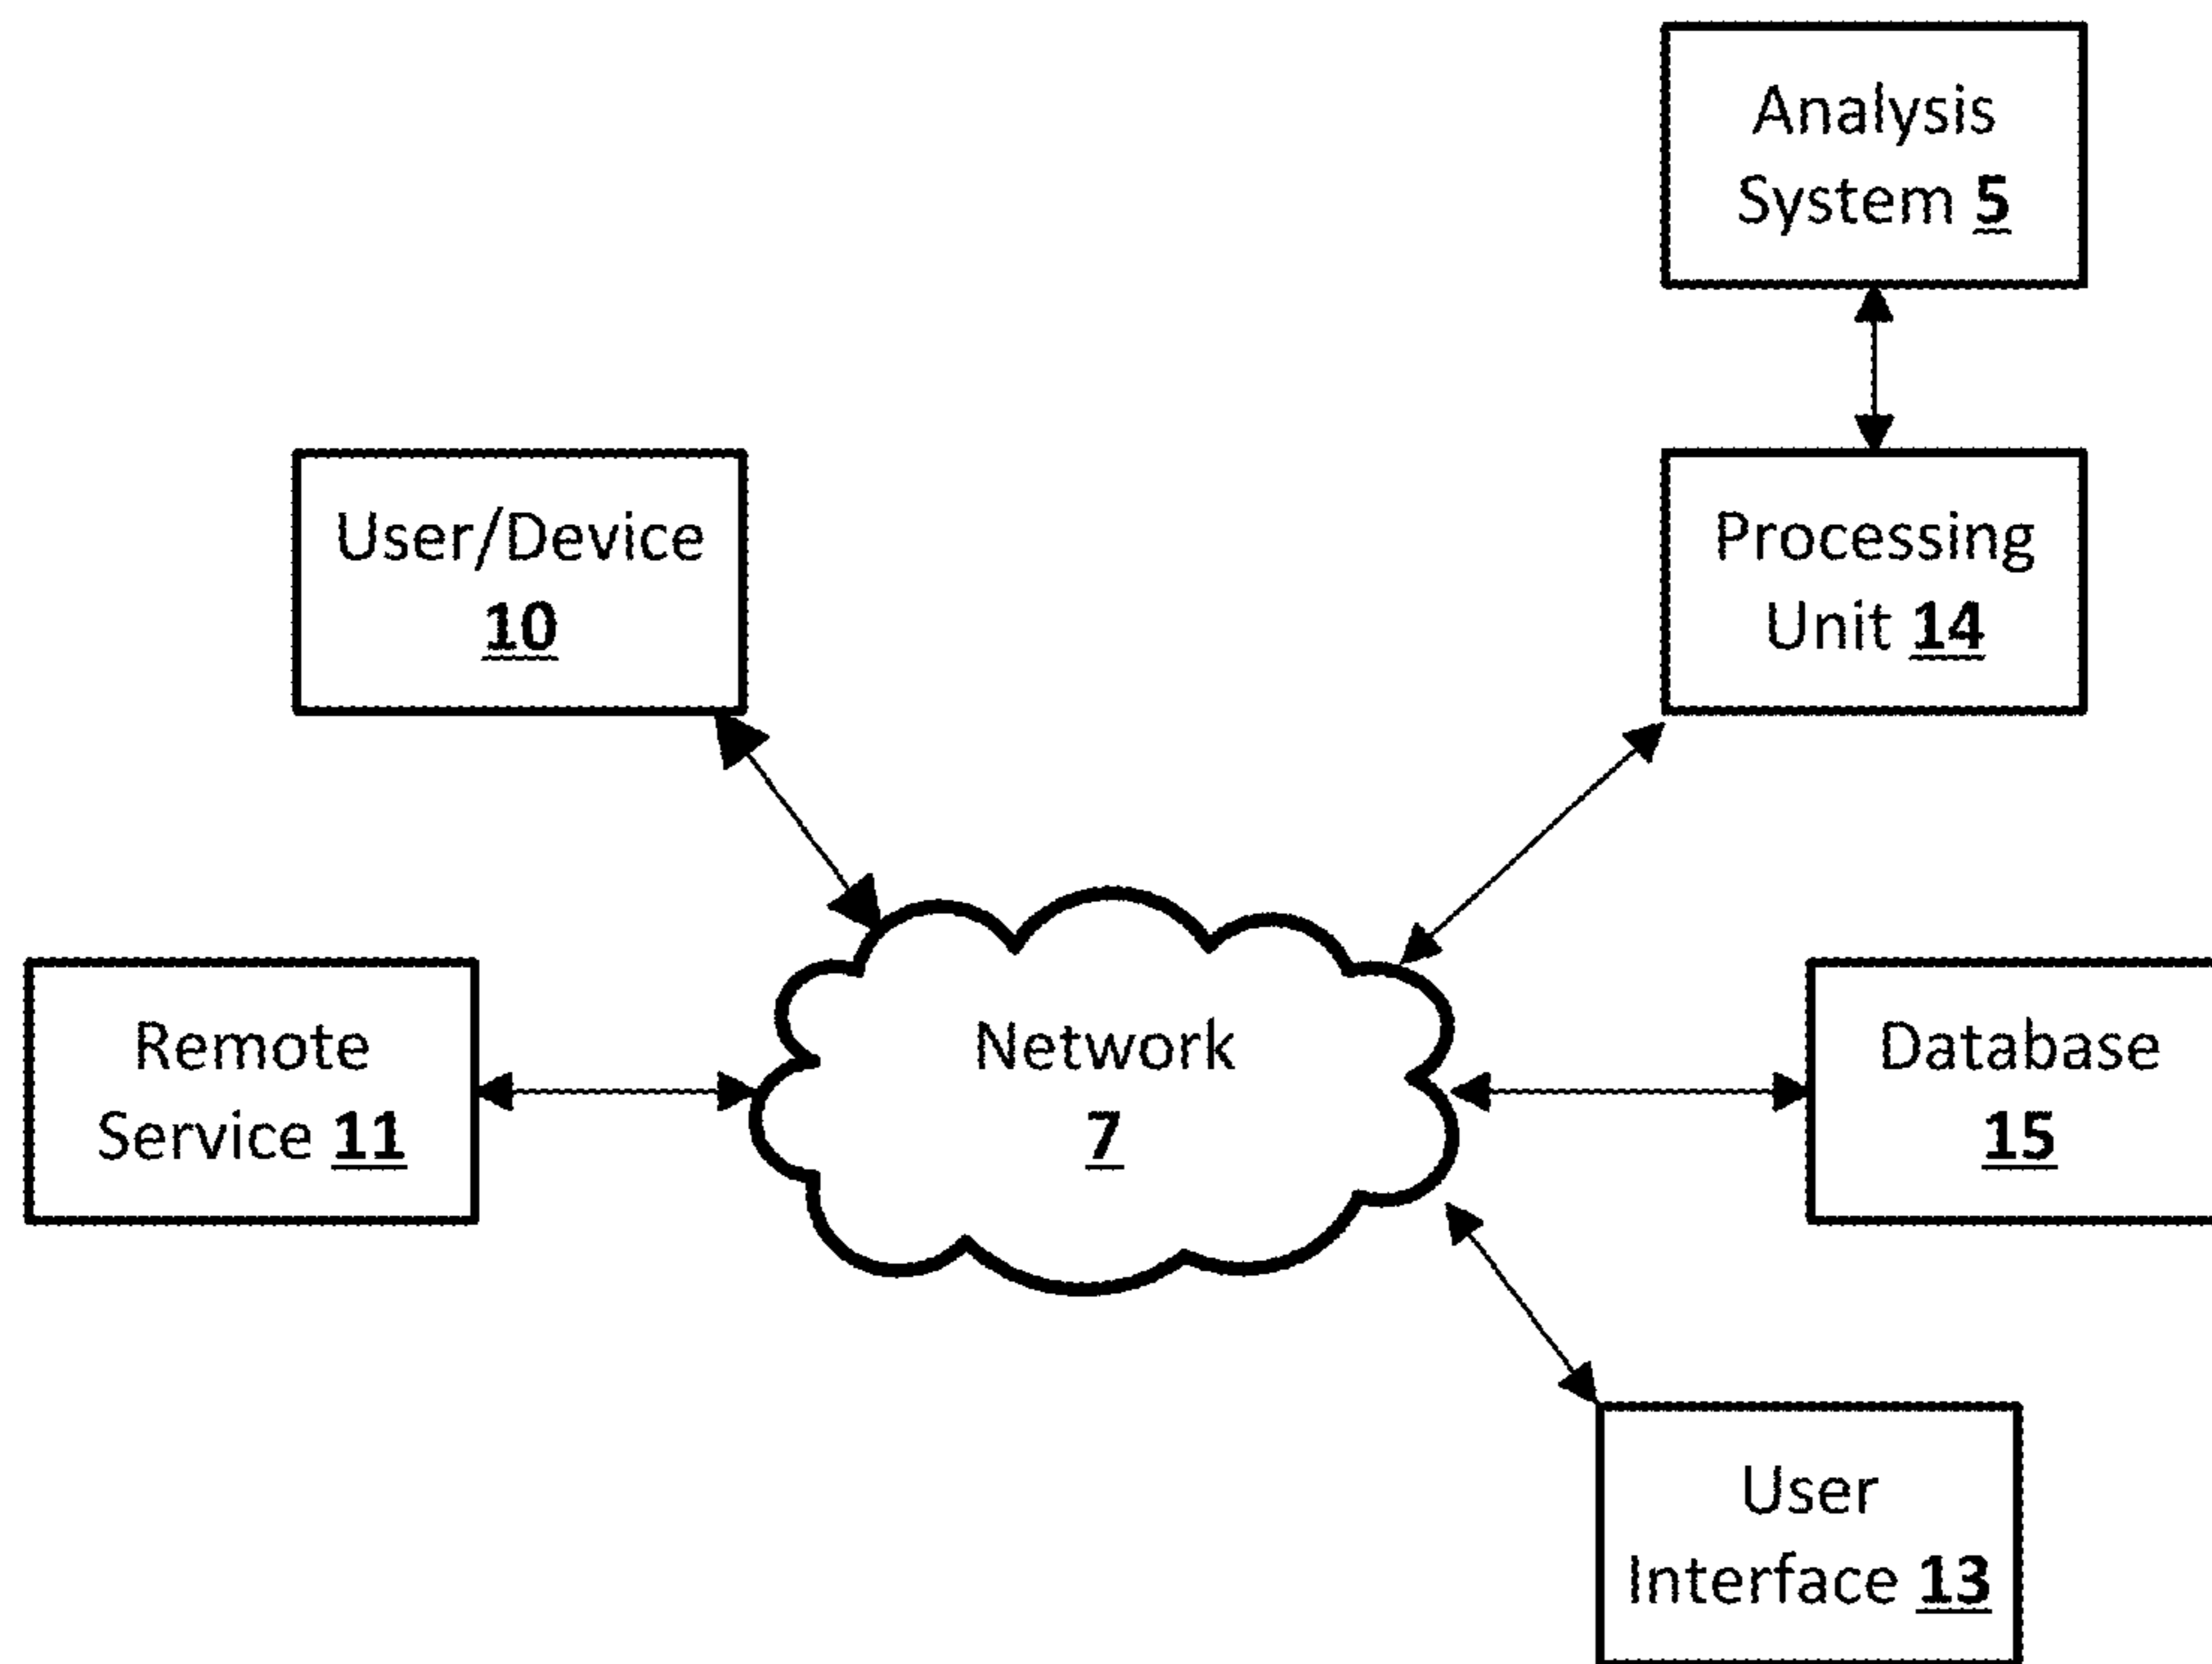 Analysis
System 5
User/Device
10
Processing
Unit 14
Remote
Service 11
Network
7
Database
15
User
Interface 13